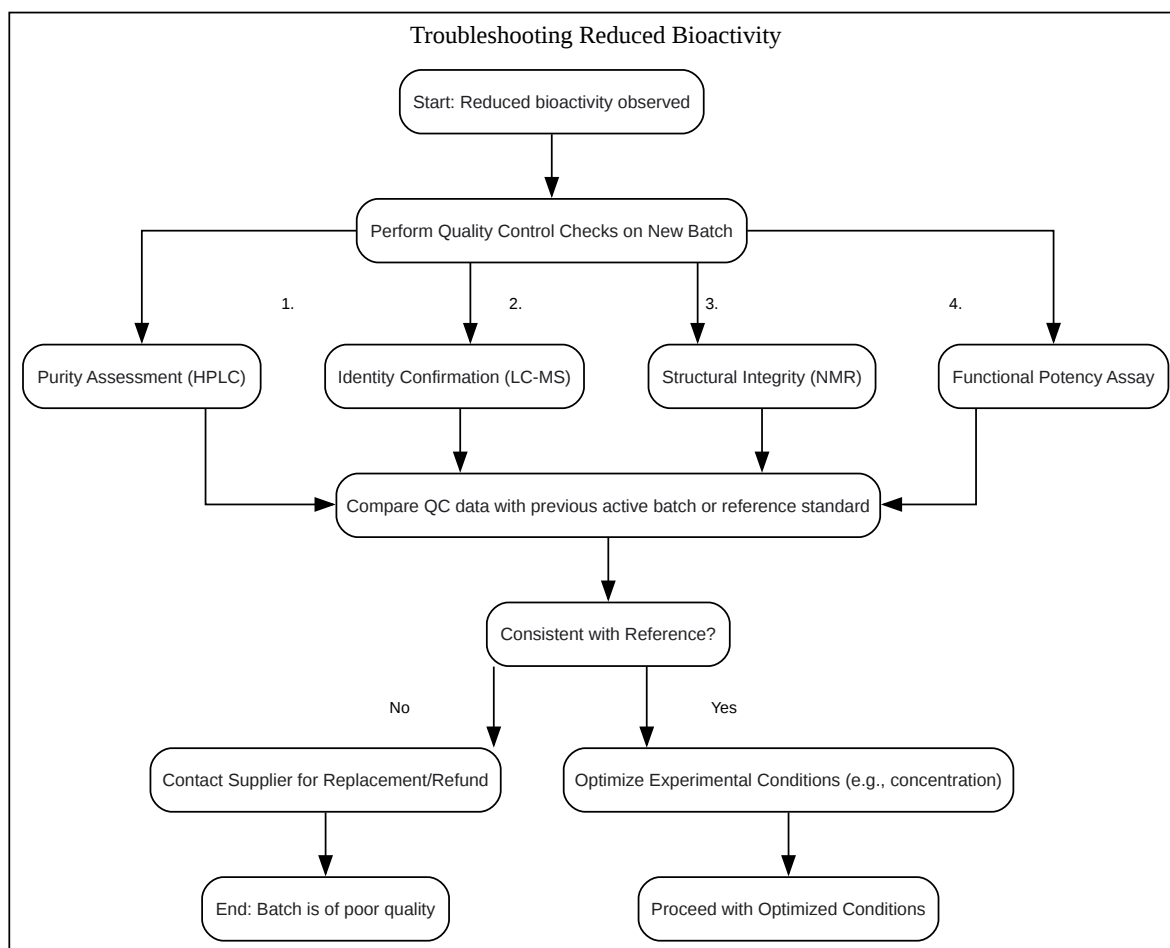 Troubleshooting Reduced Bioactivity
Start: Reduced bioactivity observed
Perform Quality Control Checks on New Batch
1.
2.
3.
4.
Purity Assessment (HPLC)
Identity Confirmation (LC-MS)
Structural Integrity (NMR)
Functional Potency Assay
Compare QC data with previous active batch or reference standard
Consistent with Reference?
No
Yes
Contact Supplier for Replacement/Refund
Optimize Experimental Conditions (e.g., concentration)
End: Batch is of poor quality
Proceed with Optimized Conditions